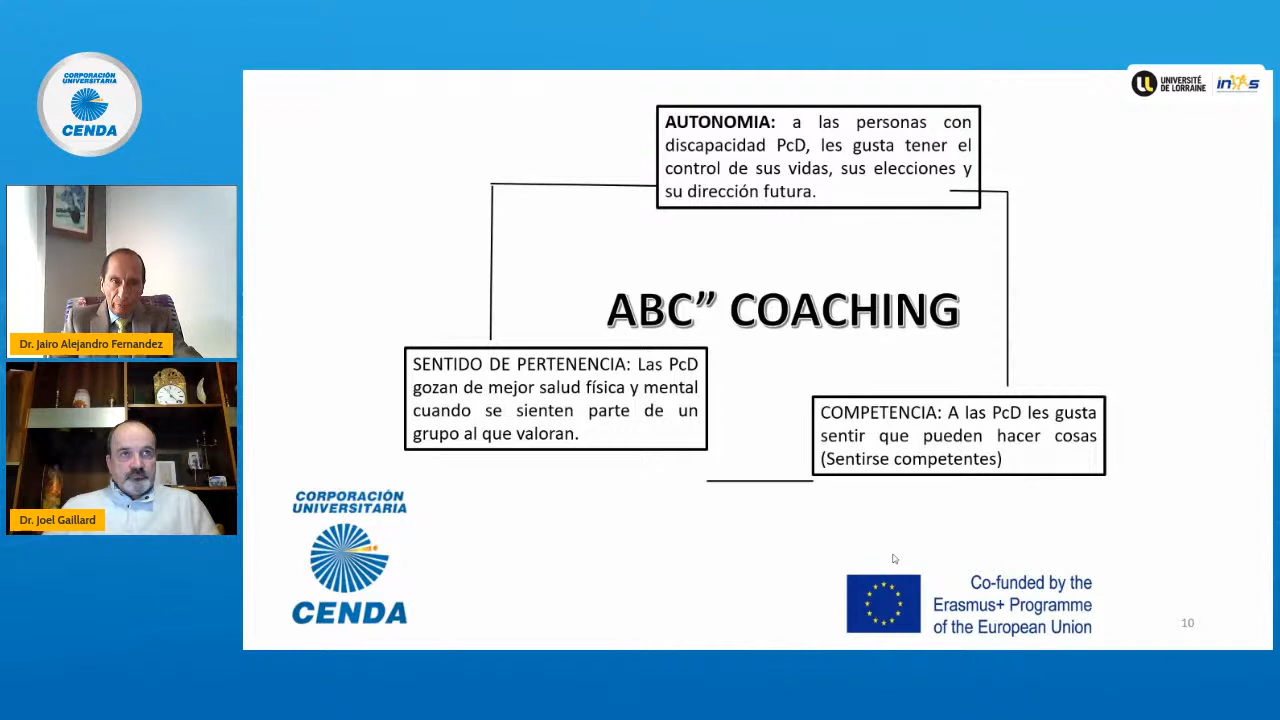 CORPORACIÓN
UNIVERSITARIA
CENDA
UNIVERSITÉ
DE LORRAINE
AUTONOMIA: a las personas con
discapacidad PcD, les gusta tener el
control de sus vidas, sus elecciones y
su dirección futura.
ABC” COACHING
Dr. Jairo Alejandro Fernandez
SENTIDO DE PERTENENCIA: Las PcD
gozan de mejor salud física y mental
cuando se sienten parte de un
grupo al que valoran.
COMPETENCIA: A las PcD les gusta
sentir que pueden hacer cosas
(Sentirse competentes)
Dr. Joel Gaillard
CORPORACIÓN
UNIVERSITARIA
CENDA
Co-funded by the
Erasmus+ Programme
of the European Union
10